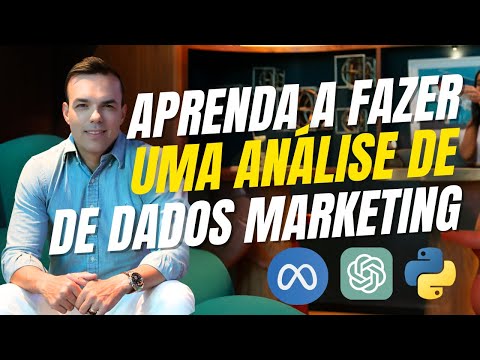 APRENDA A FAZER
UMA ANÁLISE DE
DE DADOS MARKETING